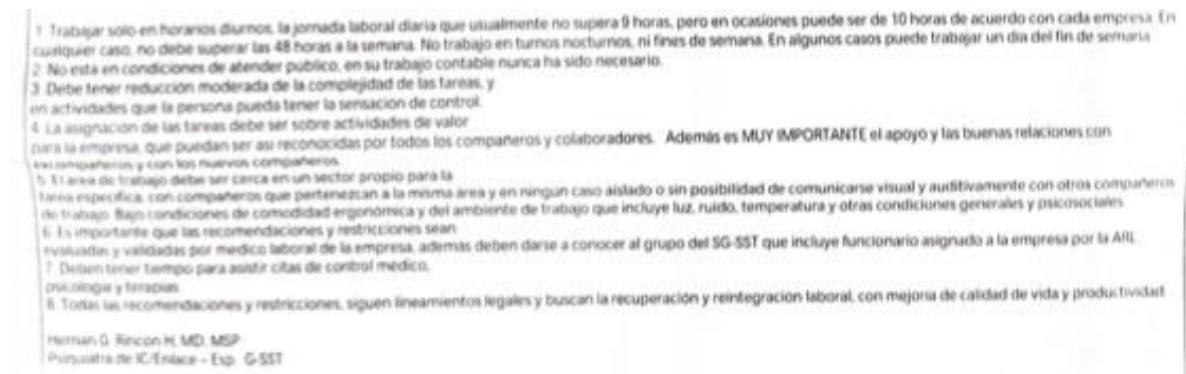 1. Trabajar solo en horarios diurnos, la jornada laboral diaria que usualmente no supera 9 horas, pero en ocasiones puede ser de 10 horas de acuerdo con cada empresa. En
cualquier caso, no debe superar las 48 horas a la semana. No trabajo en turnos nocturnos, ni fines de semana. En algunos casos puede trabajar un dia del fin de semana
2. No esta en condiciones de atender publico, en su trabajo contable nunca ha sido necesario.
3. Debe tener reducción moderada de la complejidad de las tareas, y
en actividades que la persona pueda tener la sensacion de control.
4. La asignación de las tareas debe ser sobre actividades de valor
para la empresa, que puedan ser asi reconocidas por todos los compañeros y colaboradores. Además es MUY IMPORTANTE el apoyo y las buenas relaciones con
excompañeros y con los nuevos compañeros.
5. El area de trabajo debe ser cerca en un sector propio para la
tarea especifica, con compañeros que pertenezcan a la misma area y en ningun caso aislado o sin posibilidad de comunicarse visual y auditivamente con otros compañeros
de trabajo. Bajo condiciones de comodidad ergonómica y del ambiente de trabajo que incluye luz, ruido, temperatura y otras condiciones generales y psicosociales
6. Es importante que las recomendaciones y restricciones sean
evaluadas y validadas por medico laboral de la empresa, además deben darse a conocer al grupo del SG-SST que incluye funcionario asignado a la empresa por la ARL
7. Deben tener tiempo para asistir citas de control médico,
psicologia y terapias.
8. Todas las recomendaciones y restricciones, siguen lineamientos legales y buscan la recuperación y reintegración laboral, con mejoria de calidad de vida y productividad.
Hernan G. Rincon H, MD, MSP
Psiquiatra de IC/Enlace - Esp. G-SST